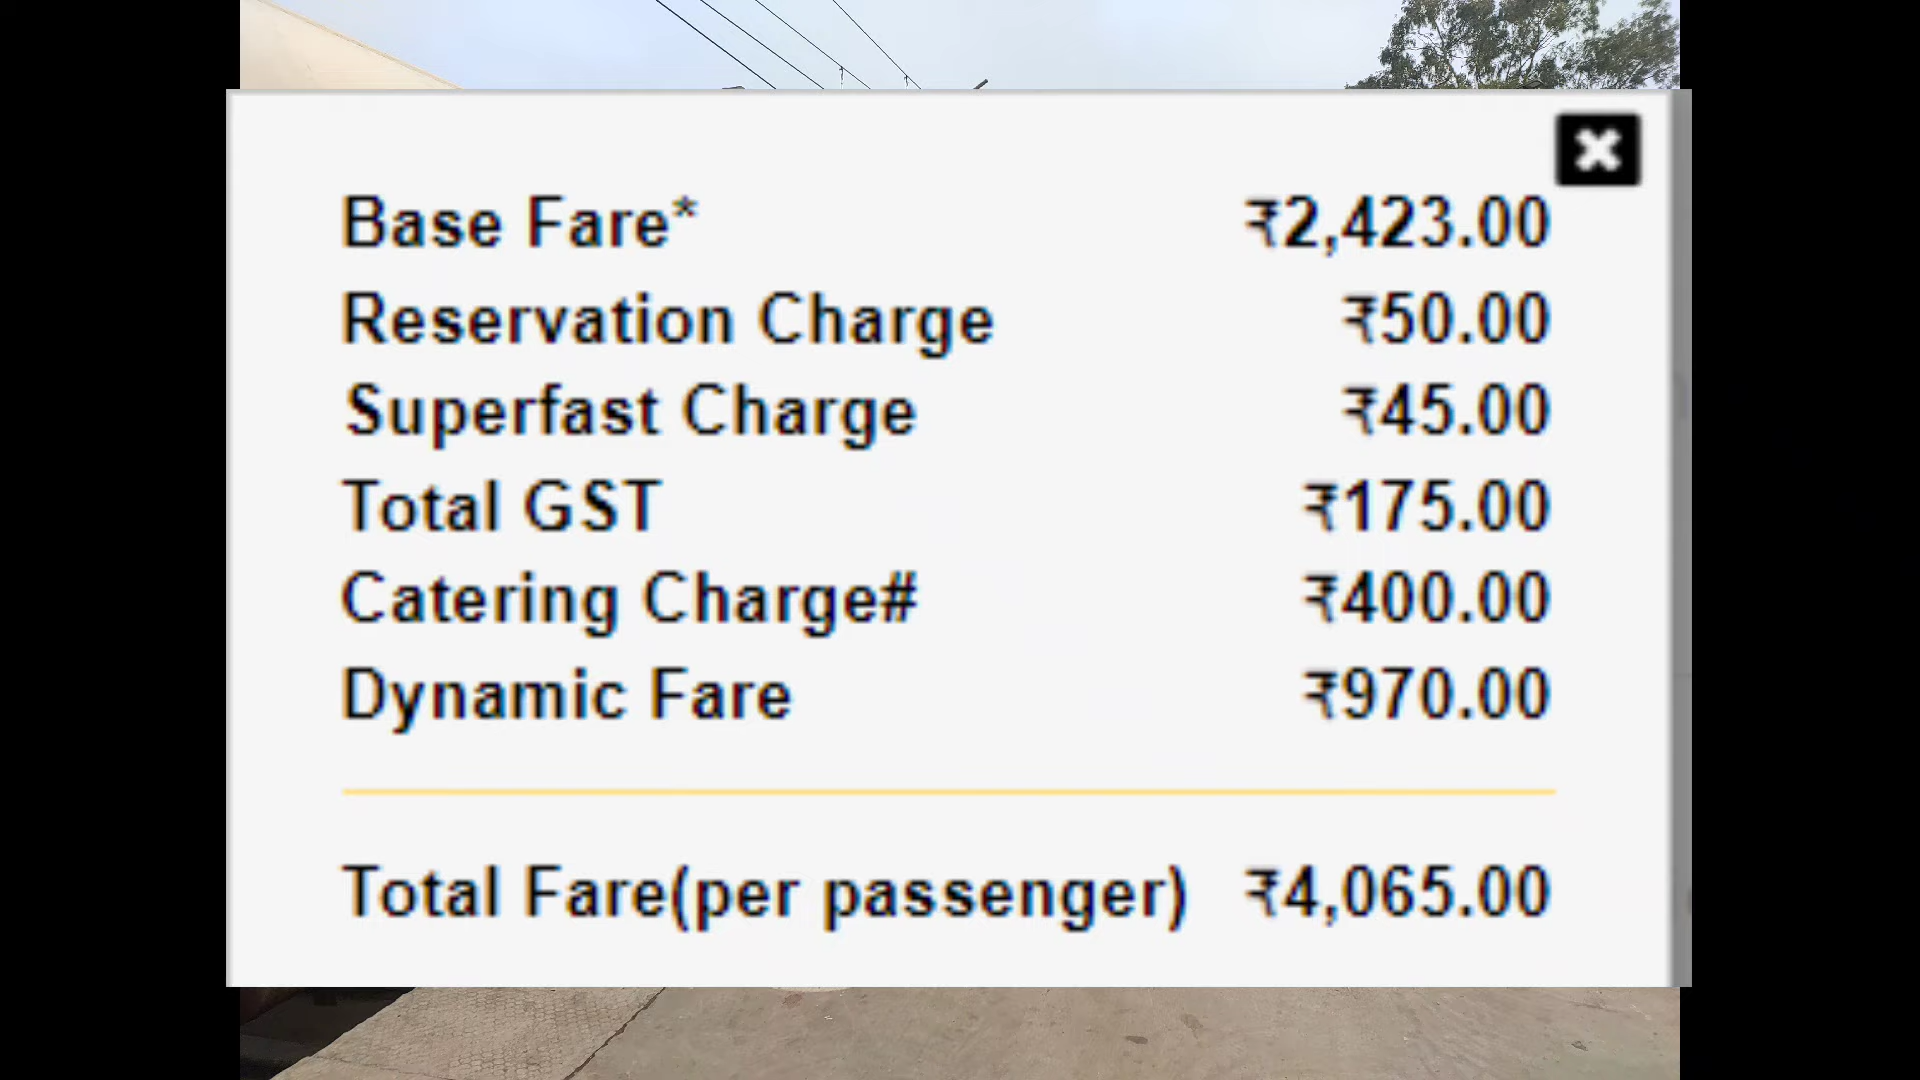 Base Fare* ₹2,423.00
Reservation Charge ₹50.00
Superfast Charge ₹45.00
Total GST ₹175.00
Catering Charge# ₹400.00
Dynamic Fare ₹970.00
Total Fare(per passenger) ₹4,065.00